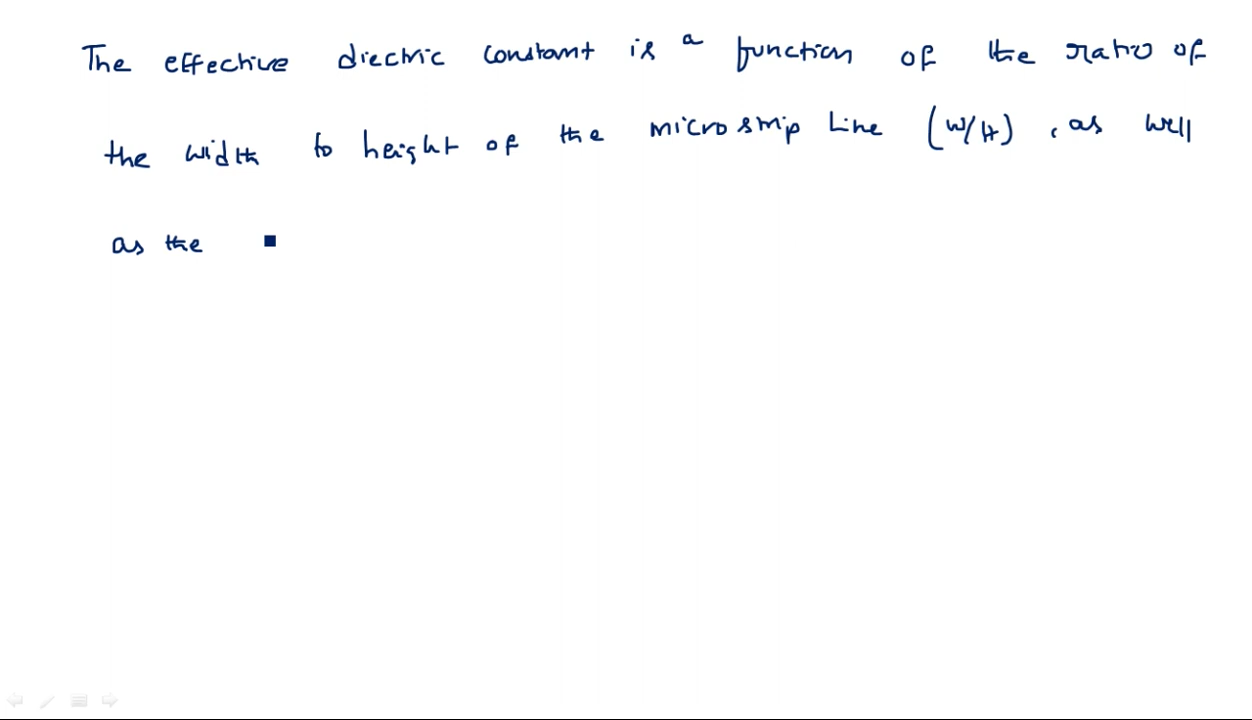 The effective diectric constant is a function of the ratio of
the width to height of the microstrip Line (W/H), as well
as the